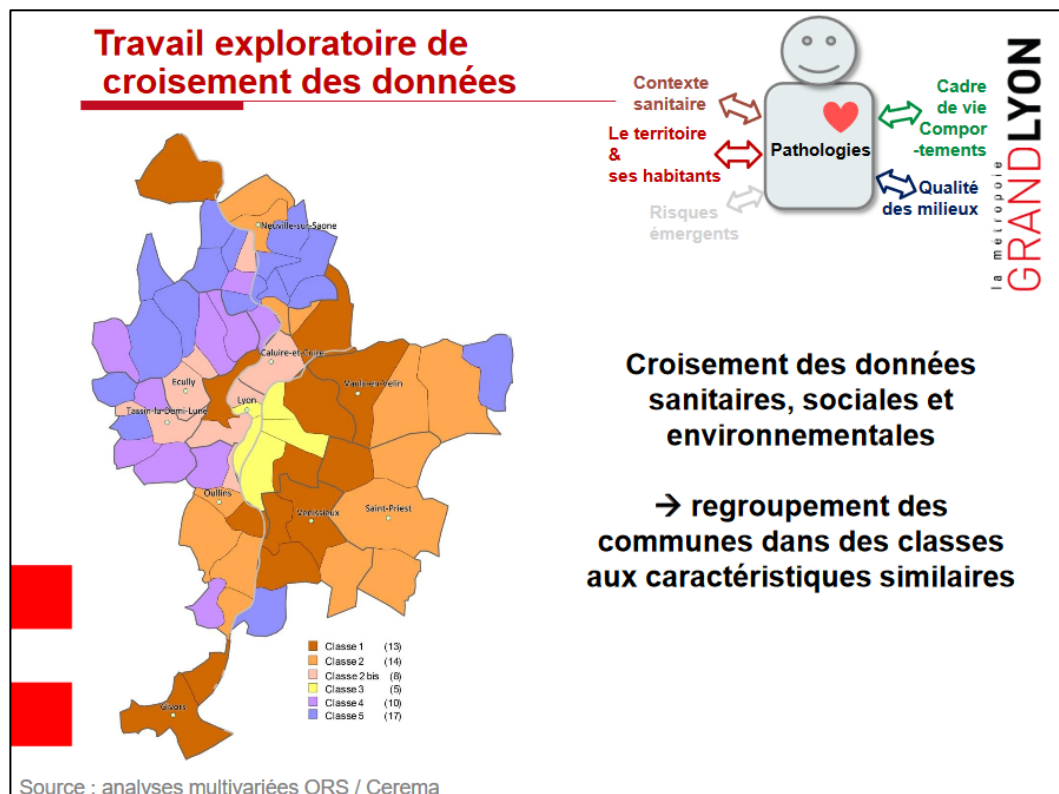 Travail exploratoire de
croisement des données
Contexte
sanitaire
Le territoire
&
ses habitants
Risques
émergents
Pathologies
Cadre
de vie
Compor
-tements
Qualité
des milieux
la métropole
GRANDLYON
Neuville-sur-Saone
Caluire-et-Cuire
Ecully
Vaulx-en-Velin
Lyon
Tassin-la-Demi-Lune
Oullins
Venissieux
Saint-Priest
Givors
Classe 1 (13)
Classe 2 (14)
Classe 2 bis (8)
Classe 3 (5)
Classe 4 (10)
Classe 5 (17)
Croisement des données
sanitaires, sociales et
environnementales
→ regroupement des
communes dans des classes
aux caractéristiques similaires
Source : analyses multivariées ORS / Cerema